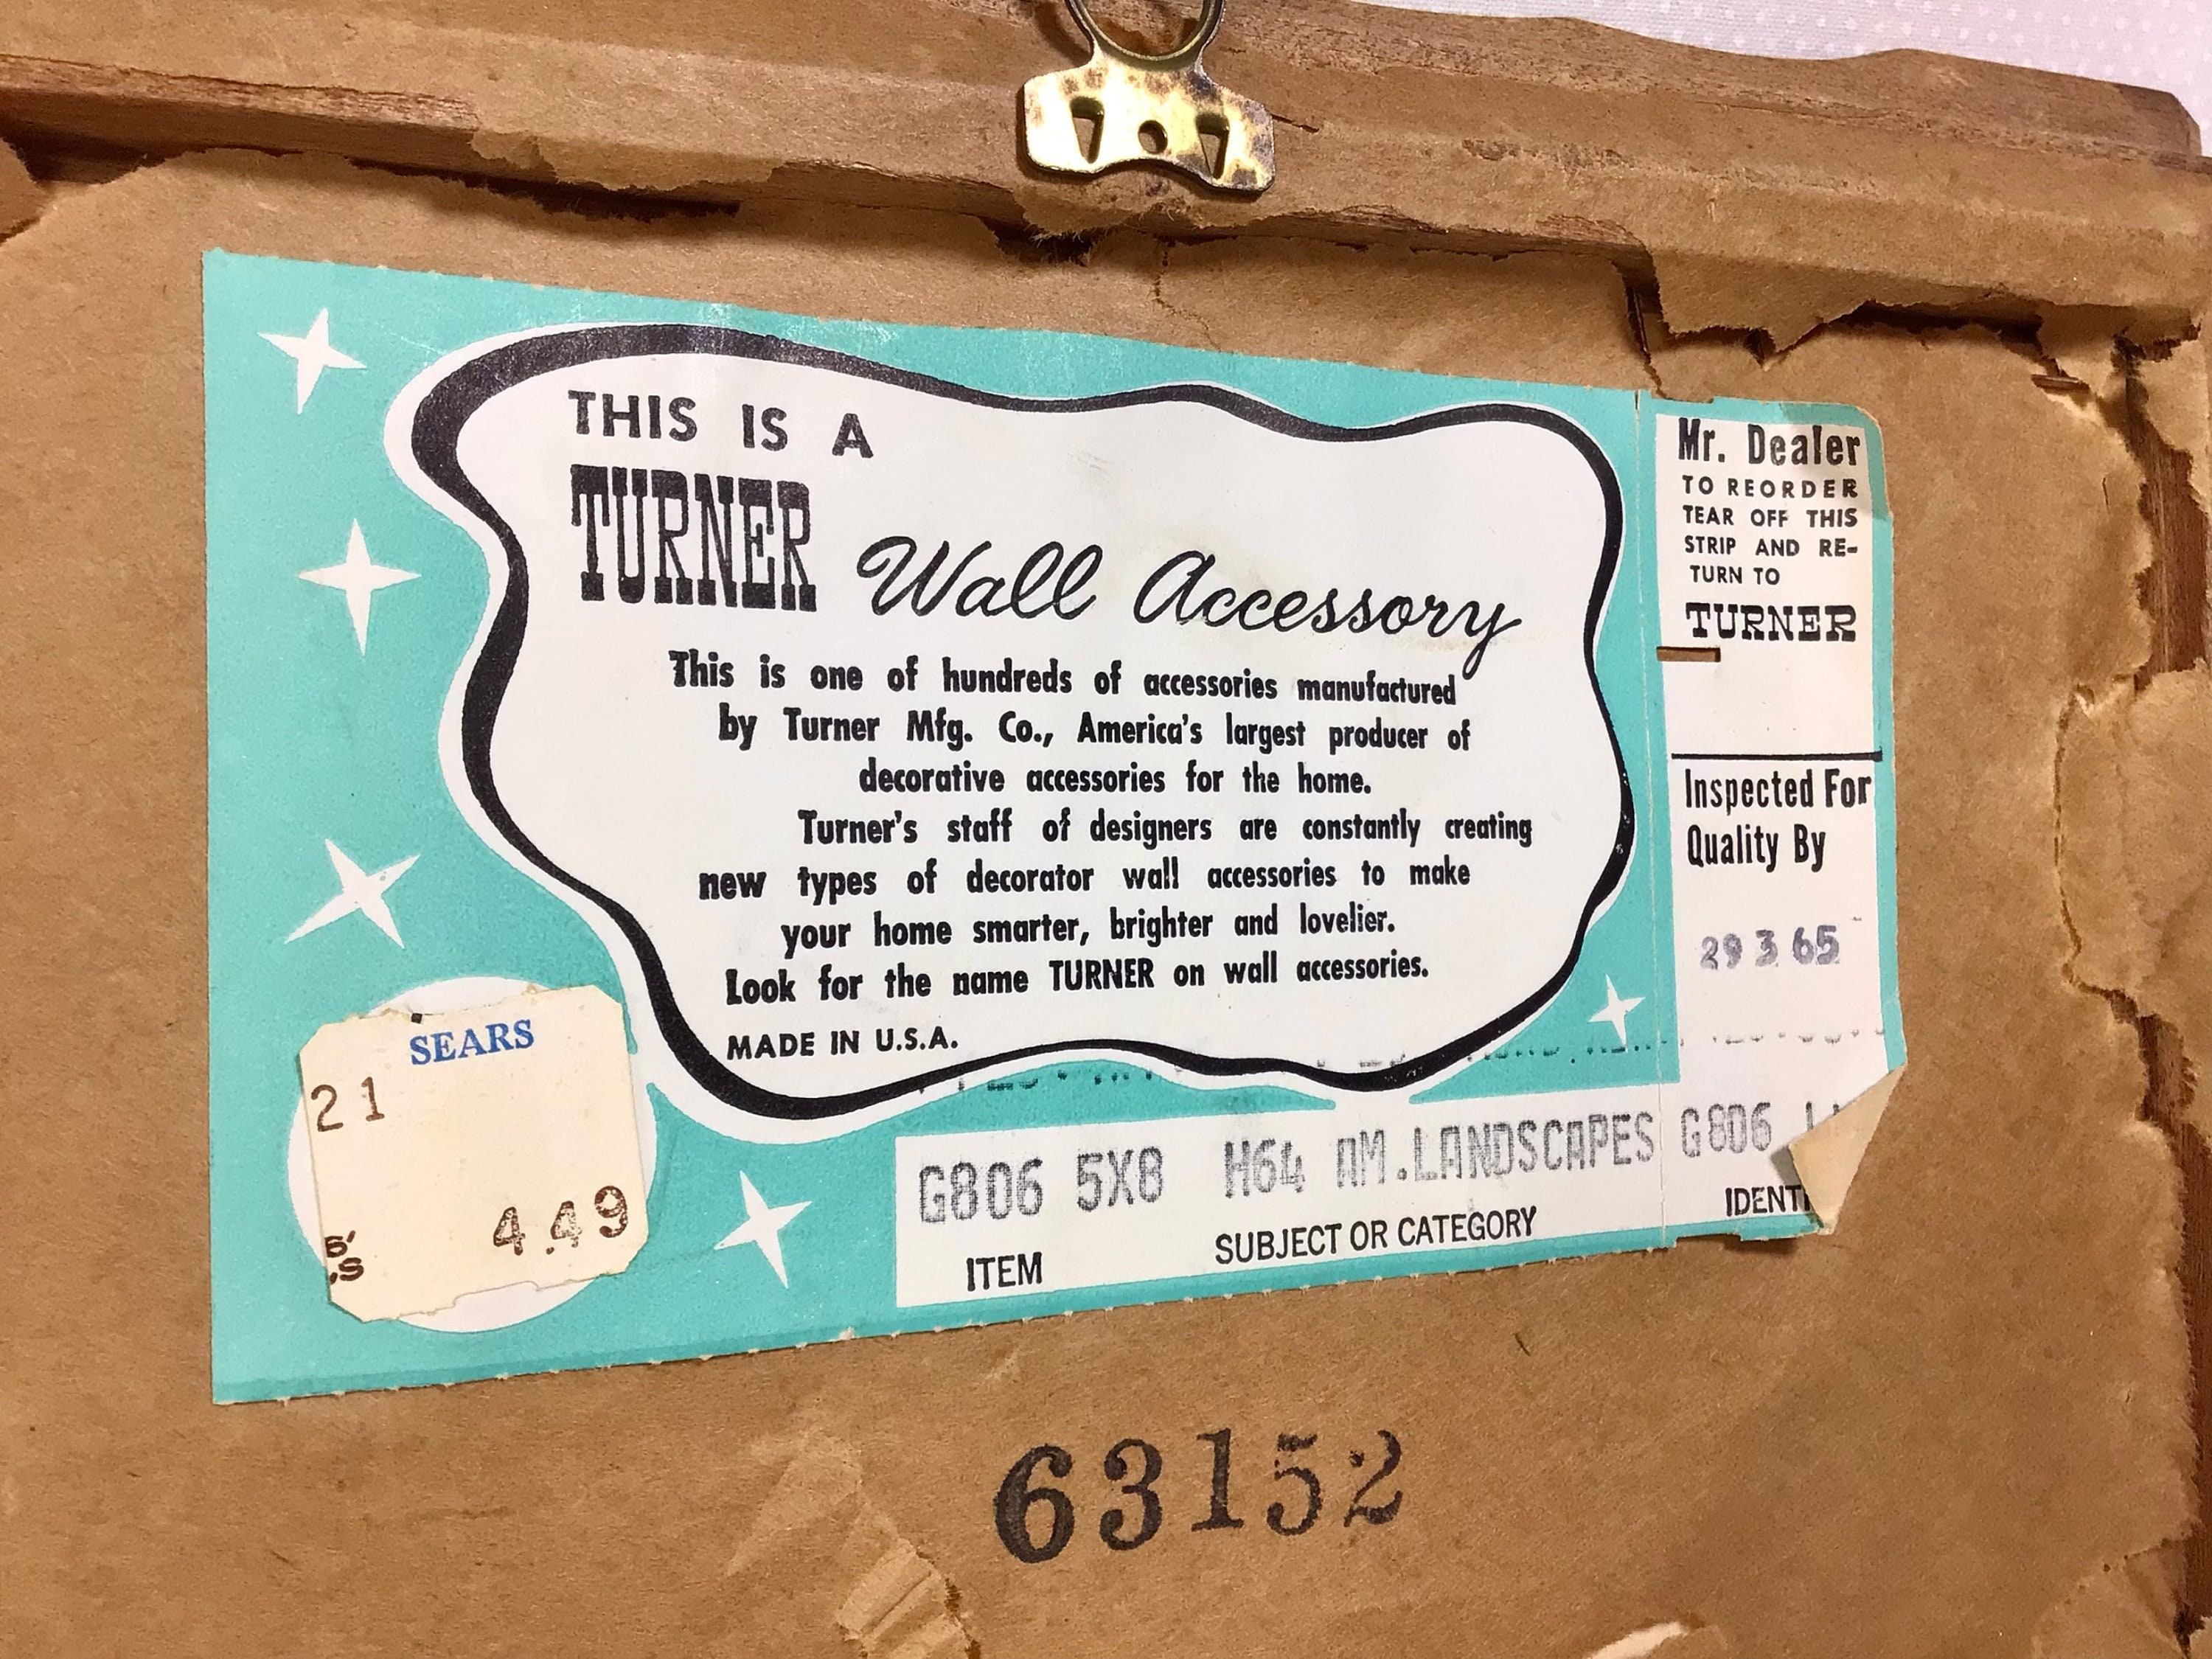 THIS IS A
TURNER Wall Accessory
This is one of hundreds of accessories manufactured
by Turner Mfg. Co., America's largest producer of
decorative accessories for the home.
Turner's staff of designers are constantly creating
new types of decorator wall accessories to make
your home smarter, brighter and lovelier.
Look for the name TURNER on wall accessories.
MADE IN U.S.A.
Mr. Dealer
TO REORDER
TEAR OFF THIS
STRIP AND RE-
TURN TO
TURNER
Inspected For
Quality By
29 3 65
SEARS
21
4.49
G806 5X8 H64 AM.LANDSCAPES G806
ITEM SUBJECT OR CATEGORY
63152